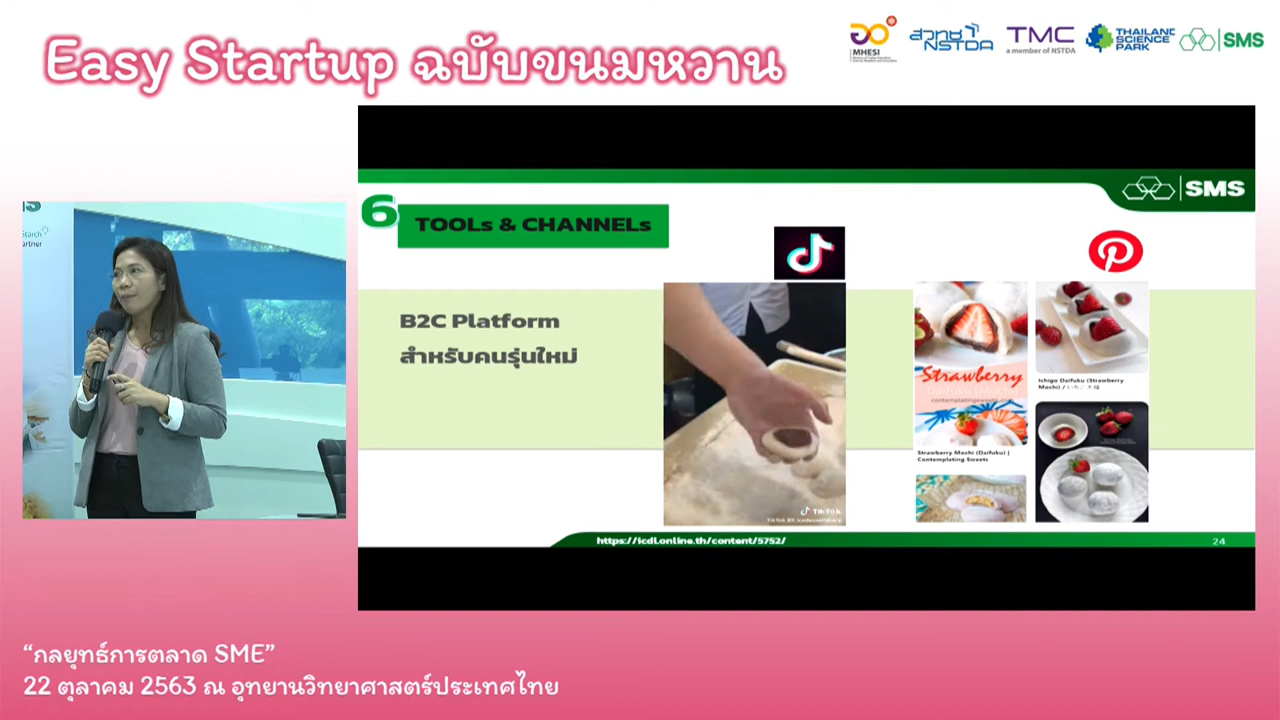 Easy Startup ฉบับขนมหวาน
MHESI
สวทช
NSTDA
TMC
a member of NSTDA
THAILAND
SCIENCE
PARK
SMS
SMS
6
TOOLs & CHANNELs
B2C Platform
สำหรับคนรุ่นใหม่
TikTok
Strawberry
contemplatingsweets.com
Strawberry Mochi (Daifuku) |
Contemplating Sweets
Ichigo Daifuku (Strawberry
Mochi) /
https://icdl.online.th/content/5752/
24
“กลยุทธ์การตลาด SME”
22 ตุลาคม 2563 ณ อุทยานวิทยาศาสตร์ประเทศไทย